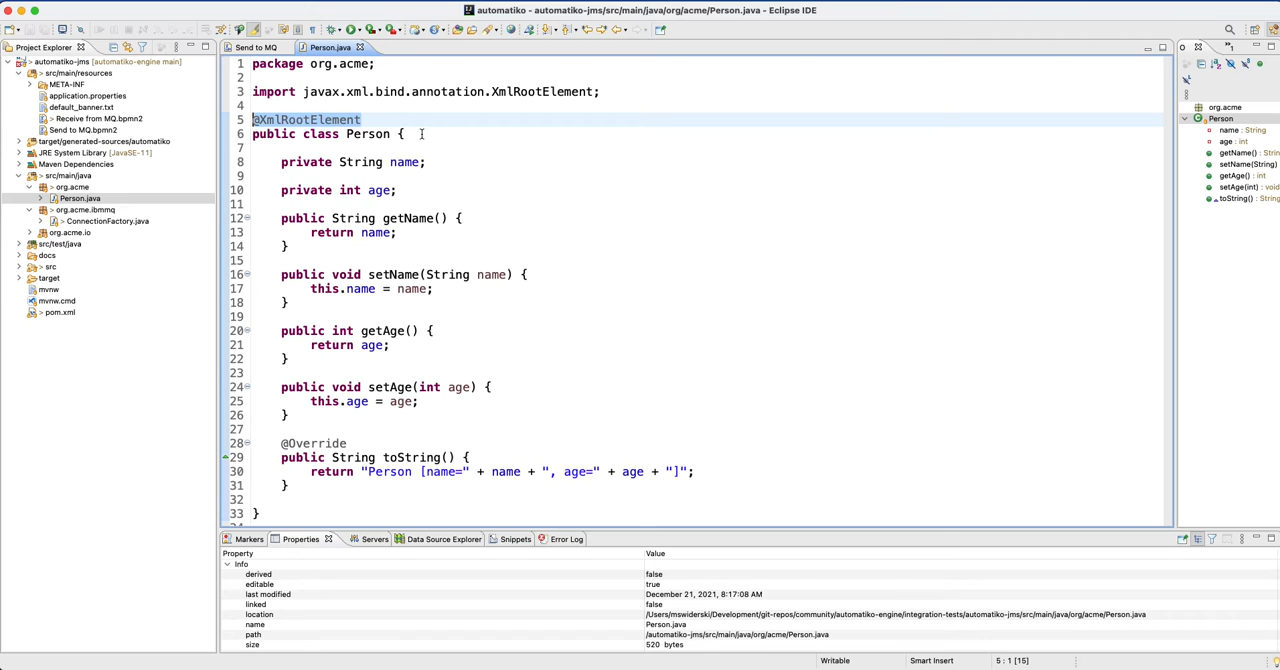 automatiko - automatiko-jms/src/main/java/org/acme/Person.java - Eclipse IDE
Project Explorer
automatiko-jms [automatiko-engine main]
src/main/resources
META-INF
application.properties
default_banner.txt
> Receive from MQ.bpmn2
Send to MQ.bpmn2
target/generated-sources/automatiko
JRE System Library [JavaSE-11]
Maven Dependencies
> src/main/java
> org.acme
Person.java
> org.acme.ibmmq
> ConnectionFactory.java
org.acme.io
src/test/java
docs
> src
target
mvnw
mvnw.cmd
> pom.xml
Send to MQ
Person.java
1 package org.acme;
2
3 import javax.xml.bind.annotation.XmlRootElement;
4
5 @XmlRootElement
6 public class Person {
7
8 private String name;
9
10 private int age;
11
12 public String getName() {
13 return name;
14 }
15
16 public void setName(String name) {
17 this.name = name;
18 }
19
20 public int getAge() {
21 return age;
22 }
23
24 public void setAge(int age) {
25 this.age = age;
26 }
27
28 @Override
29 public String toString() {
30 return "Person [name=" + name + ", age=" + age + "]";
31 }
32
33 }
org.acme
Person
name : String
age : int
getName() : Strin
setName(String)
getAge() : int
setAge(int) : void
toString() : String
Markers
Properties
Servers
Data Source Explorer
Snippets
Error Log
Property Value
Info
derived false
editable true
last modified December 21, 2021, 8:17:08 AM
linked false
location /Users/mswiderski/Development/git-repos/community/automatiko-engine/integration-tests/automatiko-jms/src/main/java/org/acme/Person.java
name Person.java
path /automatiko-jms/src/main/java/org/acme/Person.java
size 520 bytes
Writable Smart Insert 5 : 1 [15]